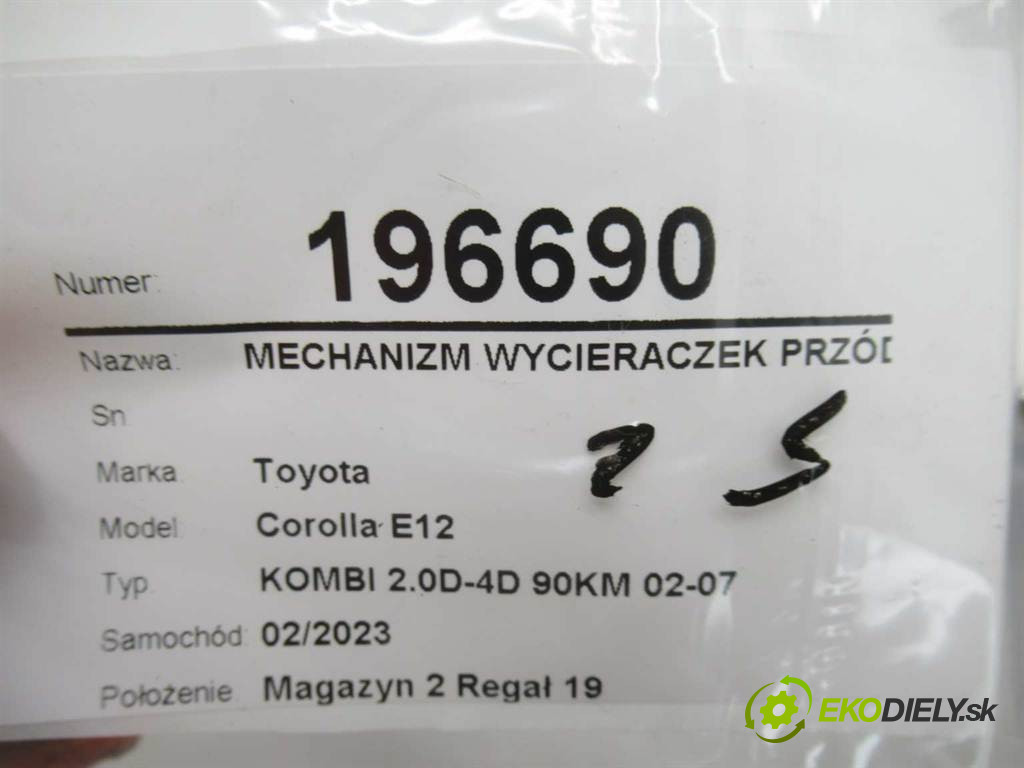 Numer: 196690
Nazwa: MECHANIZM WYCIERACZEK PRZÓD
Sn
Marka Toyota
Model Corolla E12
Typ KOMBI 2.0D-4D 90KM 02-07
Samochód: 02/2023
Położenie Magazyn 2 Regał 19
EKODIELY.sk